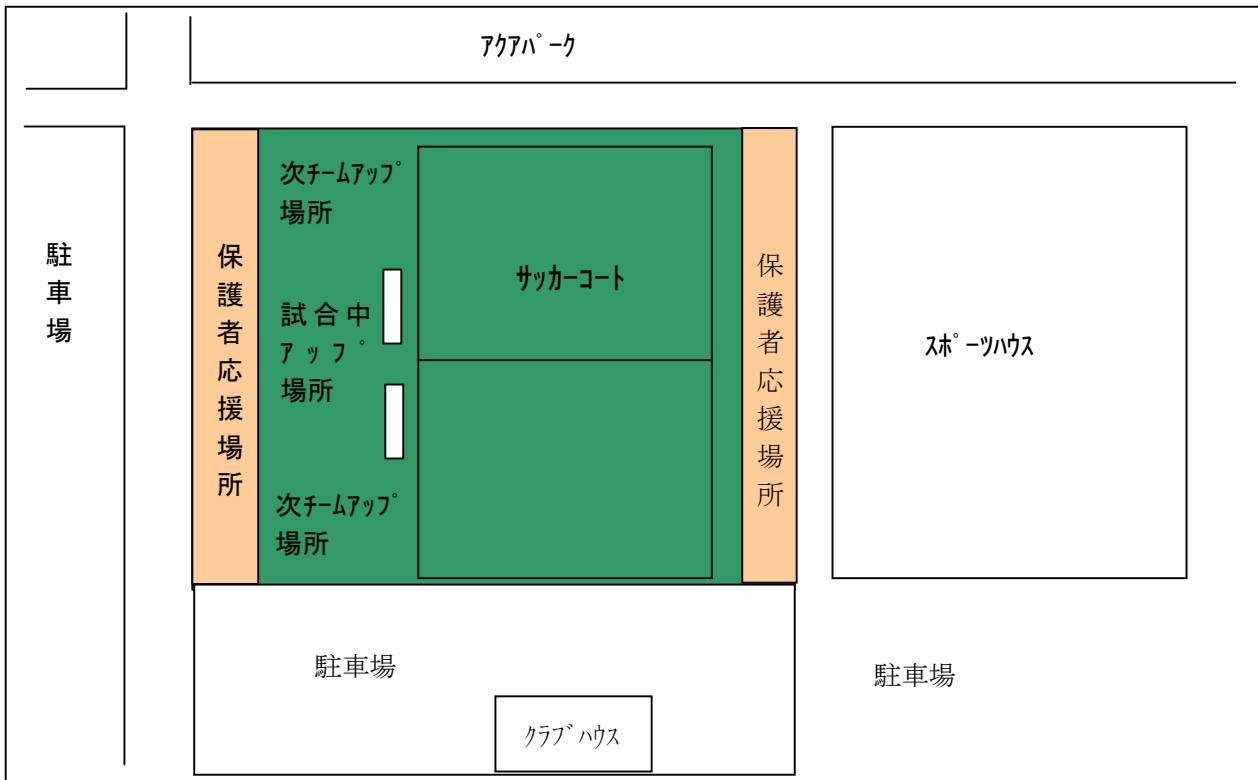 ｱｸｱﾊﾟｰｸ
次ﾁｰﾑｱｯﾌﾟ
場所
駐車場
保護者応援場所
試合中
ｱｯﾌﾟ
場所
ｻｯｶｰｺｰﾄ
保護者応援場所
ｽﾎﾟｰﾂﾊｳｽ
次ﾁｰﾑｱｯﾌﾟ
場所
駐車場
駐車場
ｸﾗﾌﾞﾊｳｽ